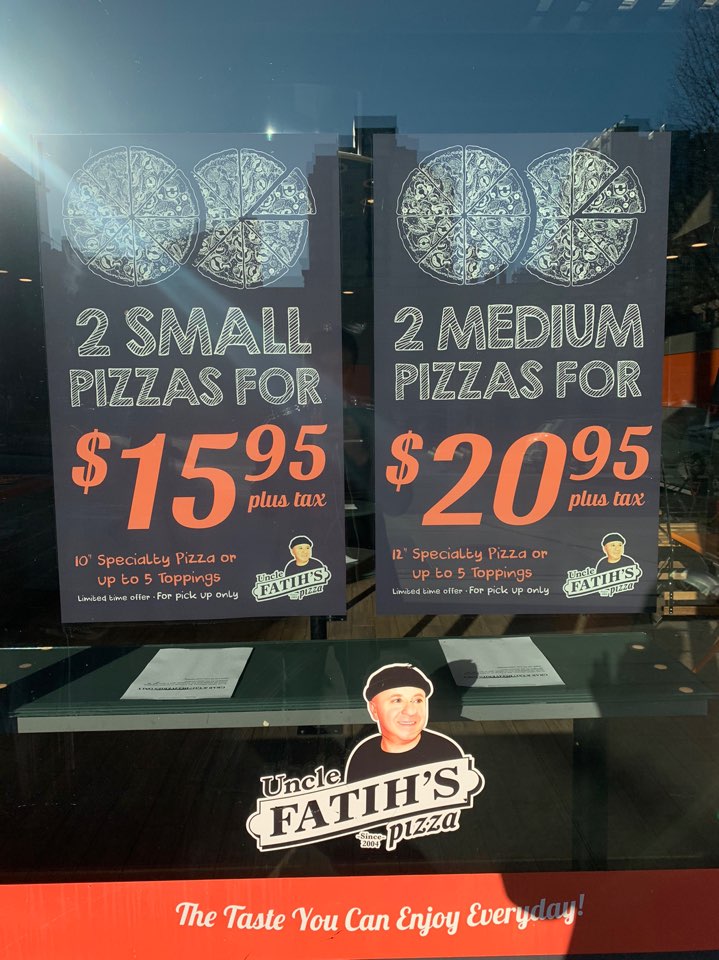 2 SMALL
PIZZAS FOR
$15 95
plus tax
10" Specialty Pizza or
up to 5 Toppings
Limited time offer · For pick up only
Uncle
FATIH'S
pizza
2 MEDIUM
PIZZAS FOR
$20 95
plus tax
12" Specialty Pizza or
up to 5 Toppings
Limited time offer · For pick up only
Uncle
FATIH'S
pizza
Uncle
FATIH'S
Since 2004
pizza
The Taste You Can Enjoy Everyday!